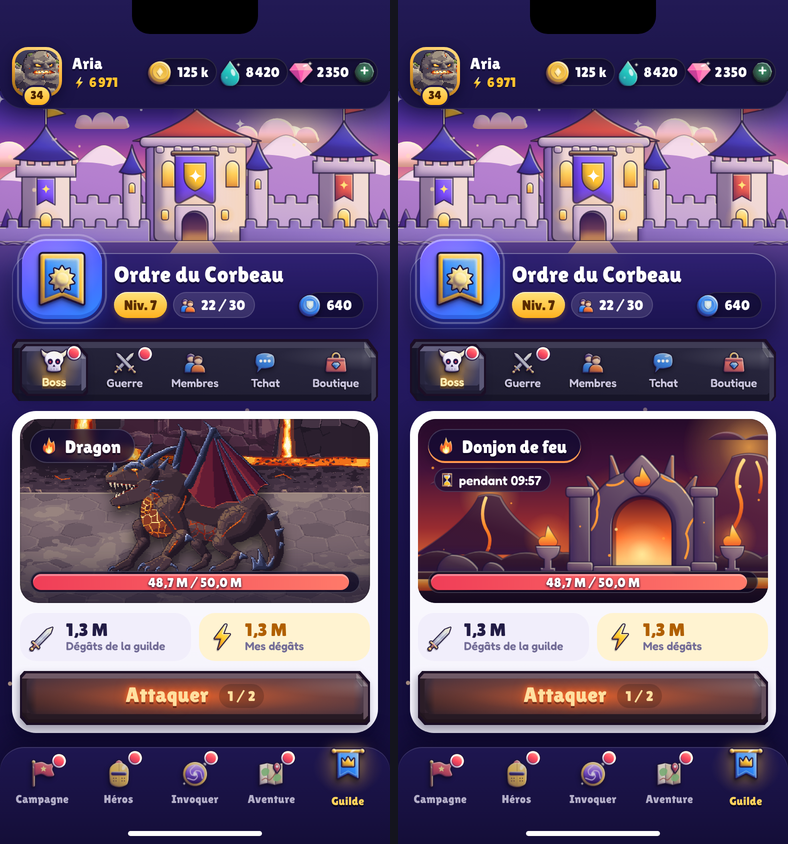 Aria
6971
125 k
8420
2350
34
Ordre du Corbeau
Niv. 7
22 / 30
640
Boss
Guerre
Membres
Tchat
Boutique
Dragon
48,7 M / 50,0 M
1,3 M
Dégâts de la guilde
1,3 M
Mes dégâts
Attaquer 1 / 2
Campagne
Héros
Invoquer
Aventure
Guilde
Aria
6971
125 k
8420
2350
34
Ordre du Corbeau
Niv. 7
22 / 30
640
Boss
Guerre
Membres
Tchat
Boutique
Donjon de feu
pendant 09:57
48,7 M / 50,0 M
1,3 M
Dégâts de la guilde
1,3 M
Mes dégâts
Attaquer 1 / 2
Campagne
Héros
Invoquer
Aventure
Guilde